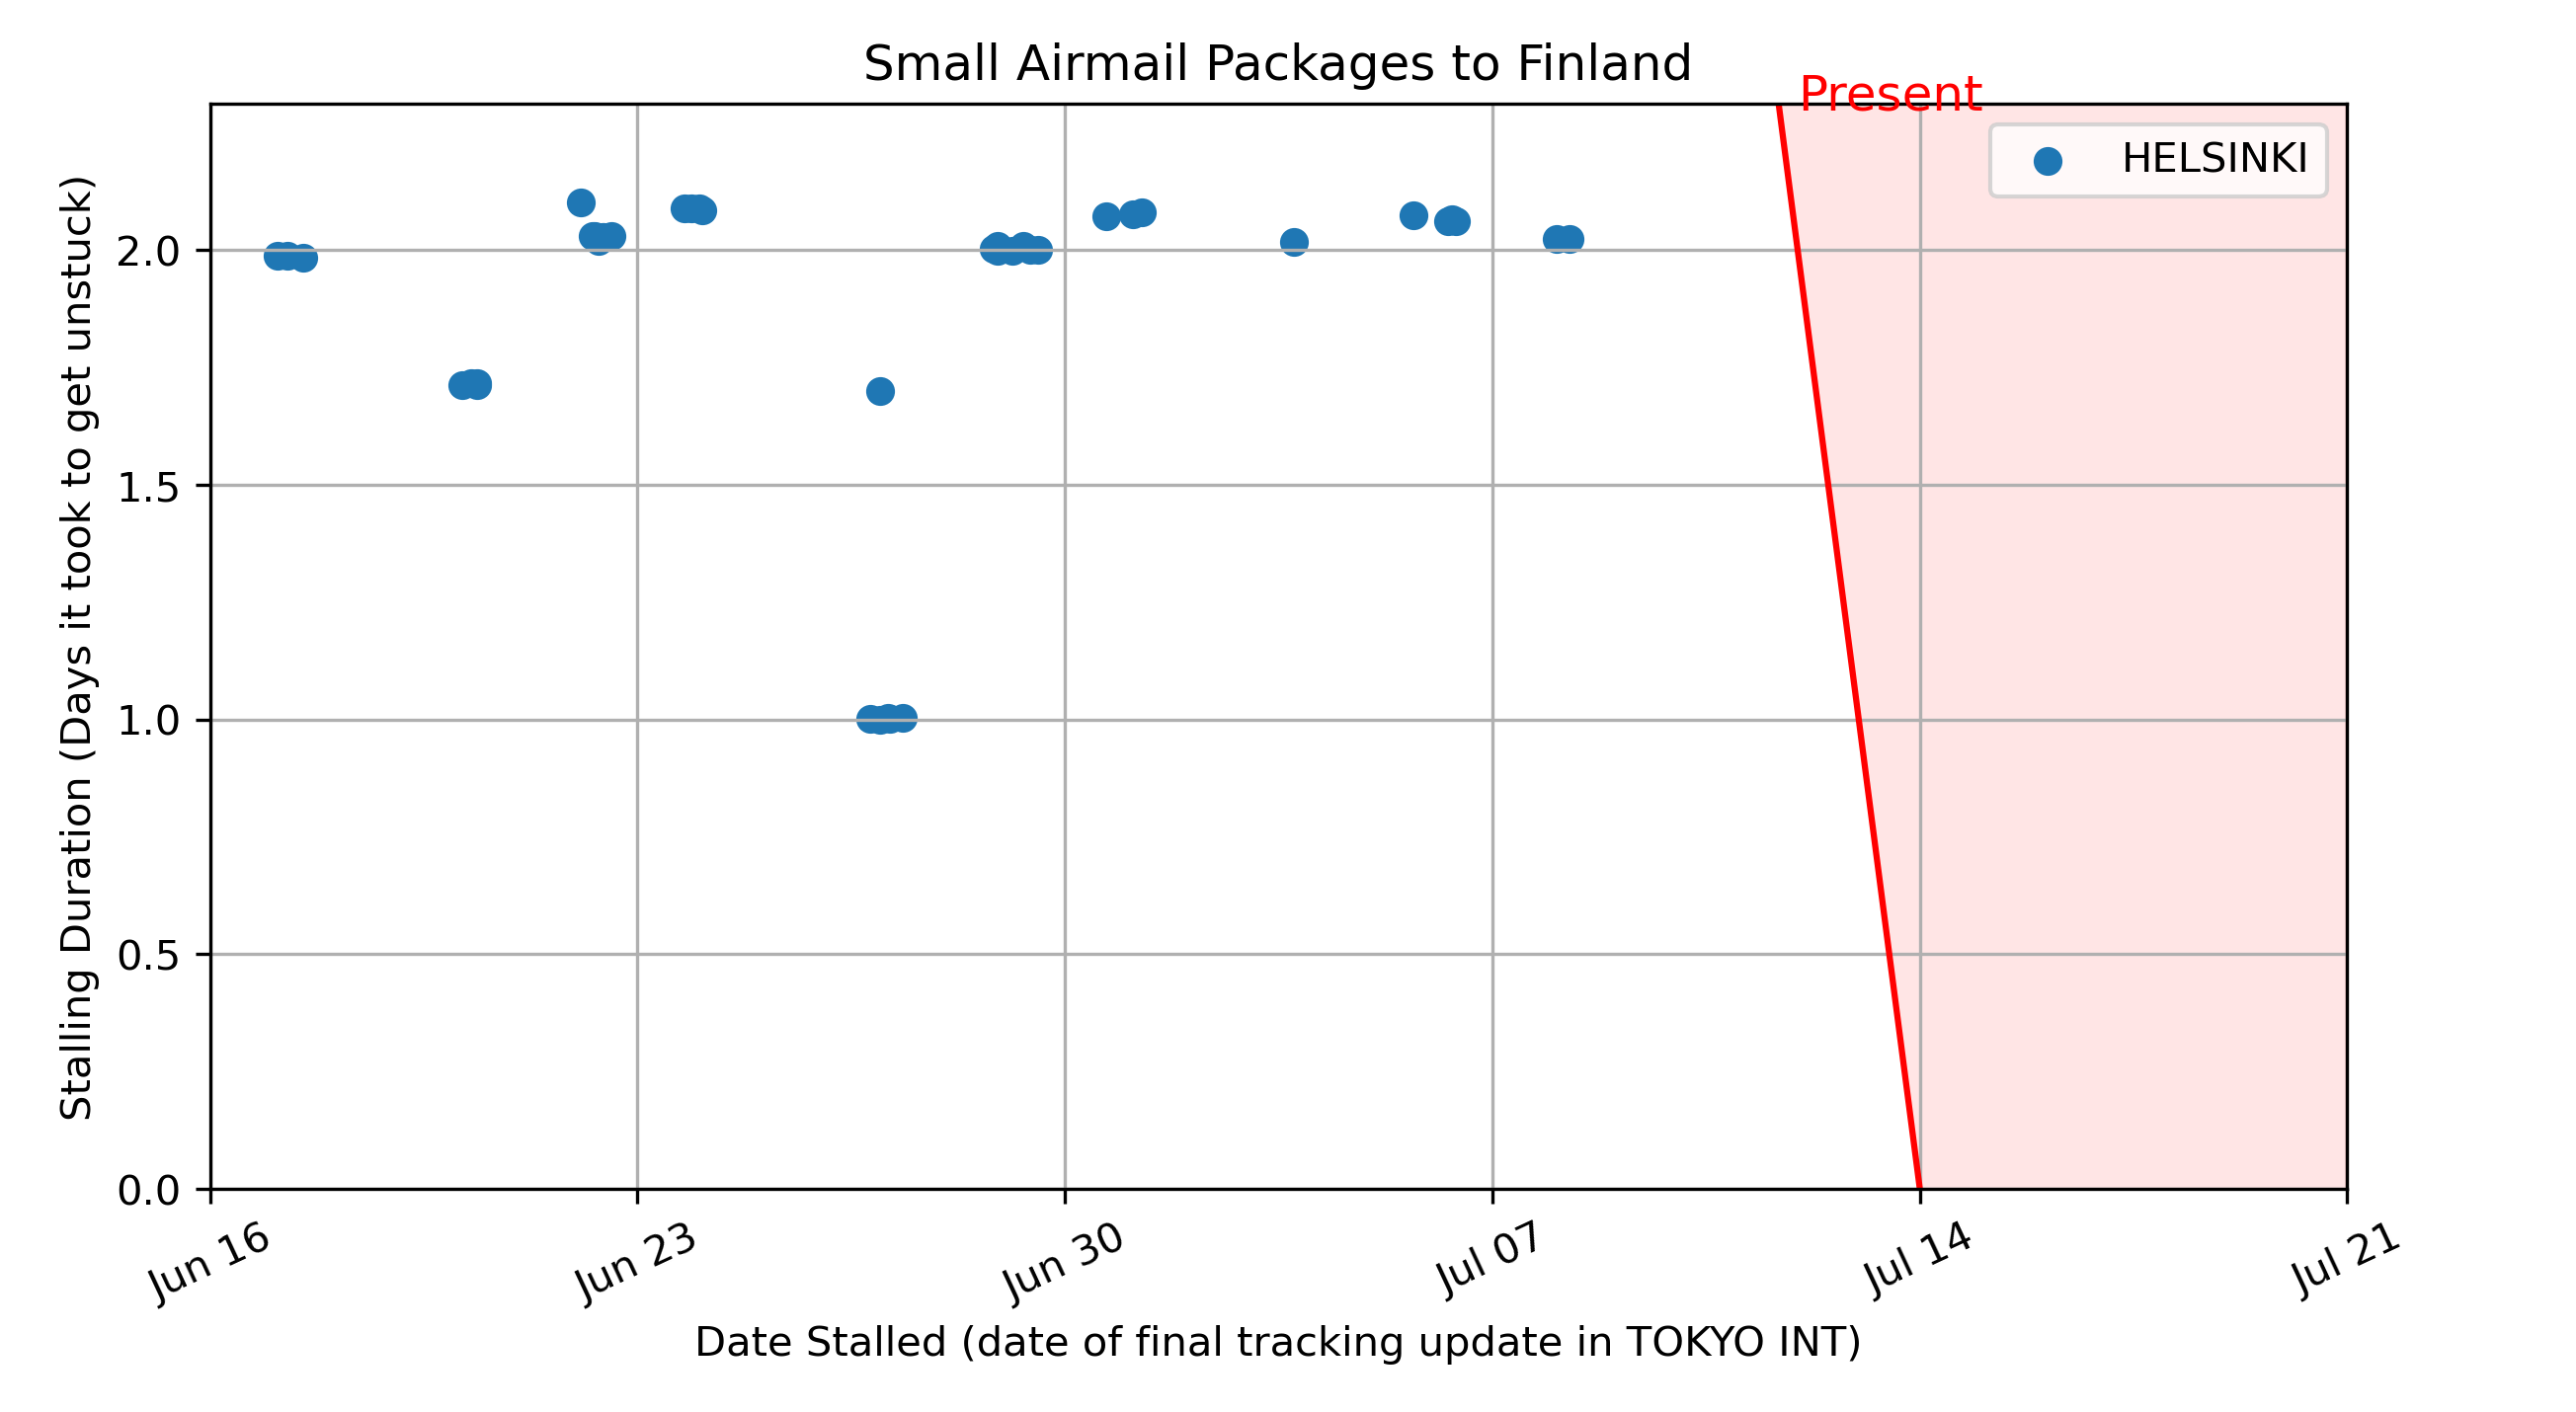 Small Airmail Packages to Finland
Present
HELSINKI
Stalling Duration (Days it took to get unstuck)
2.0
1.5
1.0
0.5
0.0
Jun 16
Jun 23
Jun 30
Jul 07
Jul 14
Jul 21
Date Stalled (date of final tracking update in TOKYO INT)